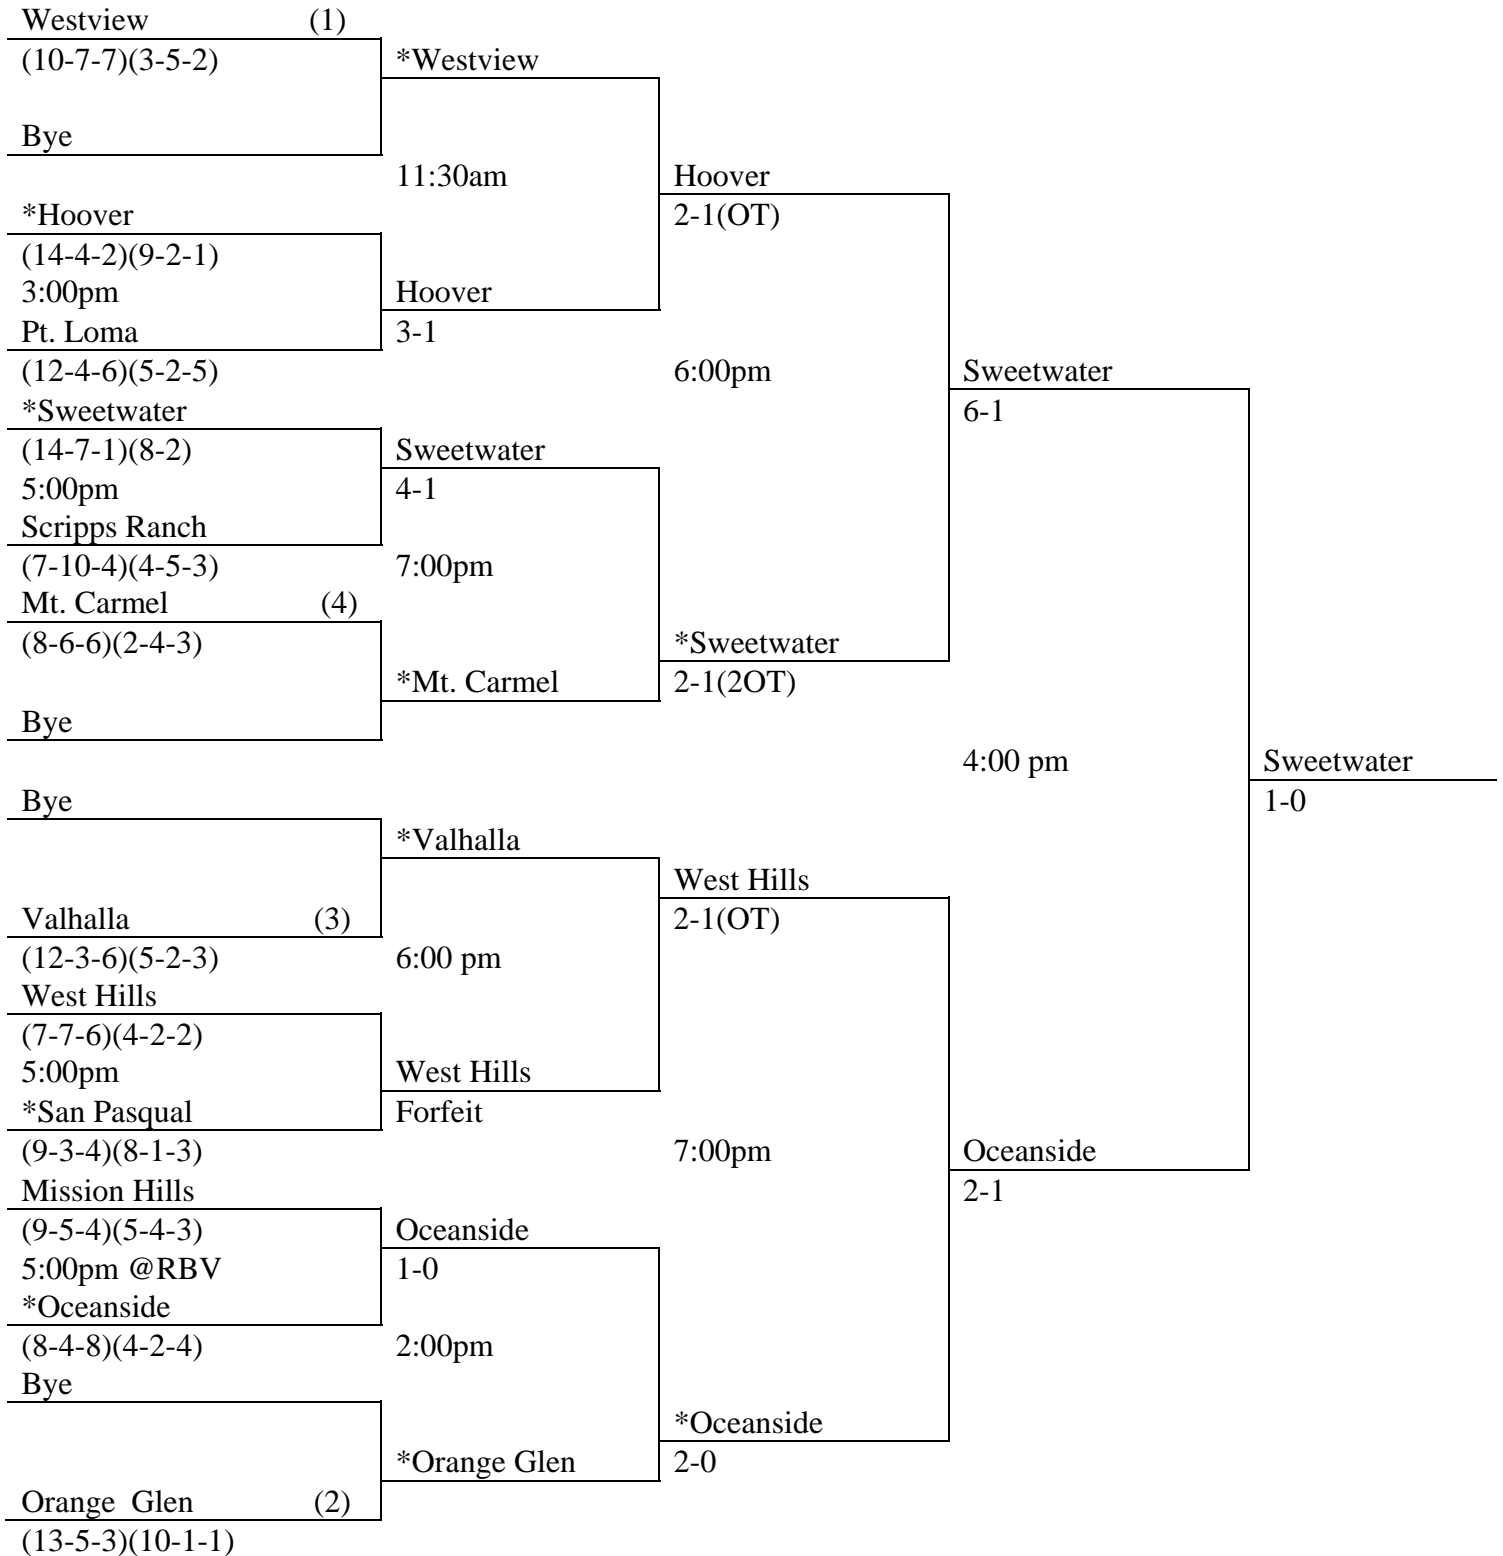 Westview (1)
(10-7-7)(3-5-2)
*Westview
Bye
11:30am
Hoover
*Hoover
2-1(OT)
(14-4-2)(9-2-1)
3:00pm
Hoover
Pt. Loma
3-1
(12-4-6)(5-2-5)
6:00pm
Sweetwater
*Sweetwater
6-1
(14-7-1)(8-2)
Sweetwater
5:00pm
4-1
Scripps Ranch
(7-10-4)(4-5-3)
7:00pm
Mt. Carmel (4)
(8-6-6)(2-4-3)
*Sweetwater
*Mt. Carmel
2-1(2OT)
Bye
4:00 pm
Sweetwater
Bye
1-0
*Valhalla
West Hills
Valhalla (3)
2-1(OT)
(12-3-6)(5-2-3)
6:00 pm
West Hills
(7-7-6)(4-2-2)
5:00pm
West Hills
*San Pasqual
Forfeit
(9-3-4)(8-1-3)
7:00pm
Oceanside
Mission Hills
2-1
(9-5-4)(5-4-3)
Oceanside
5:00pm @RBV
1-0
*Oceanside
(8-4-8)(4-2-4)
2:00pm
Bye
*Oceanside
*Orange Glen
2-0
Orange  Glen (2)
(13-5-3)(10-1-1)